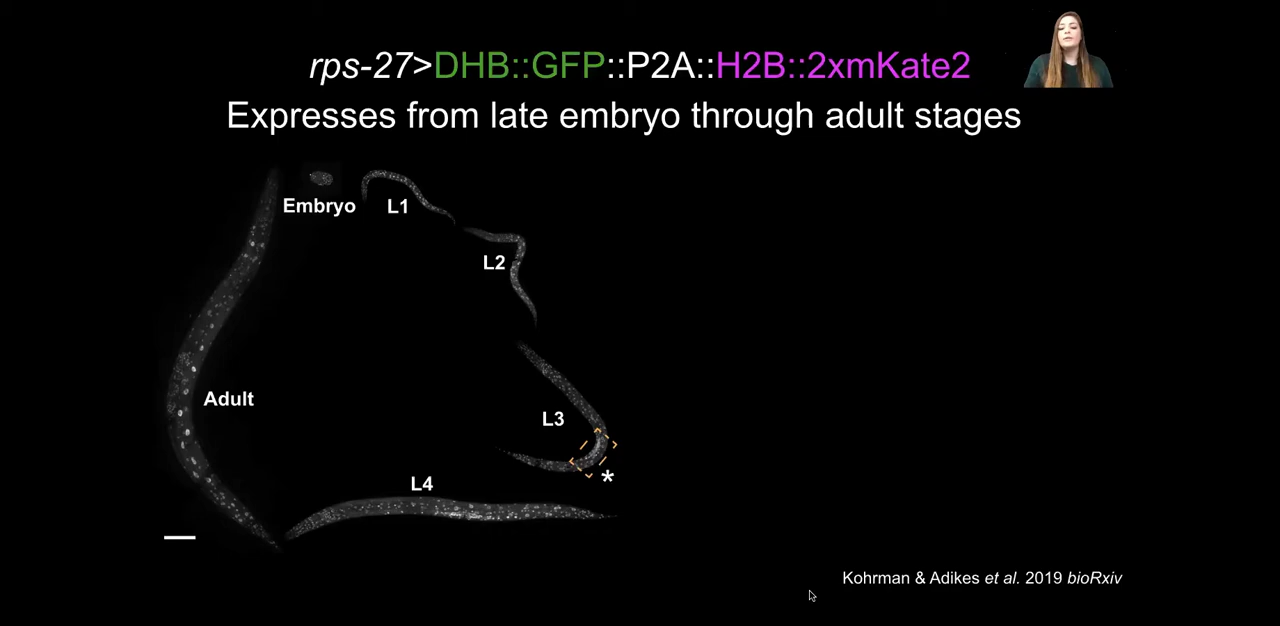 rps-27>DHB::GFP::P2A::H2B::2xmKate2
Expresses from late embryo through adult stages
Embryo
L1
L2
Adult
L3
*
L4
Kohrman & Adikes et al. 2019 bioRxiv